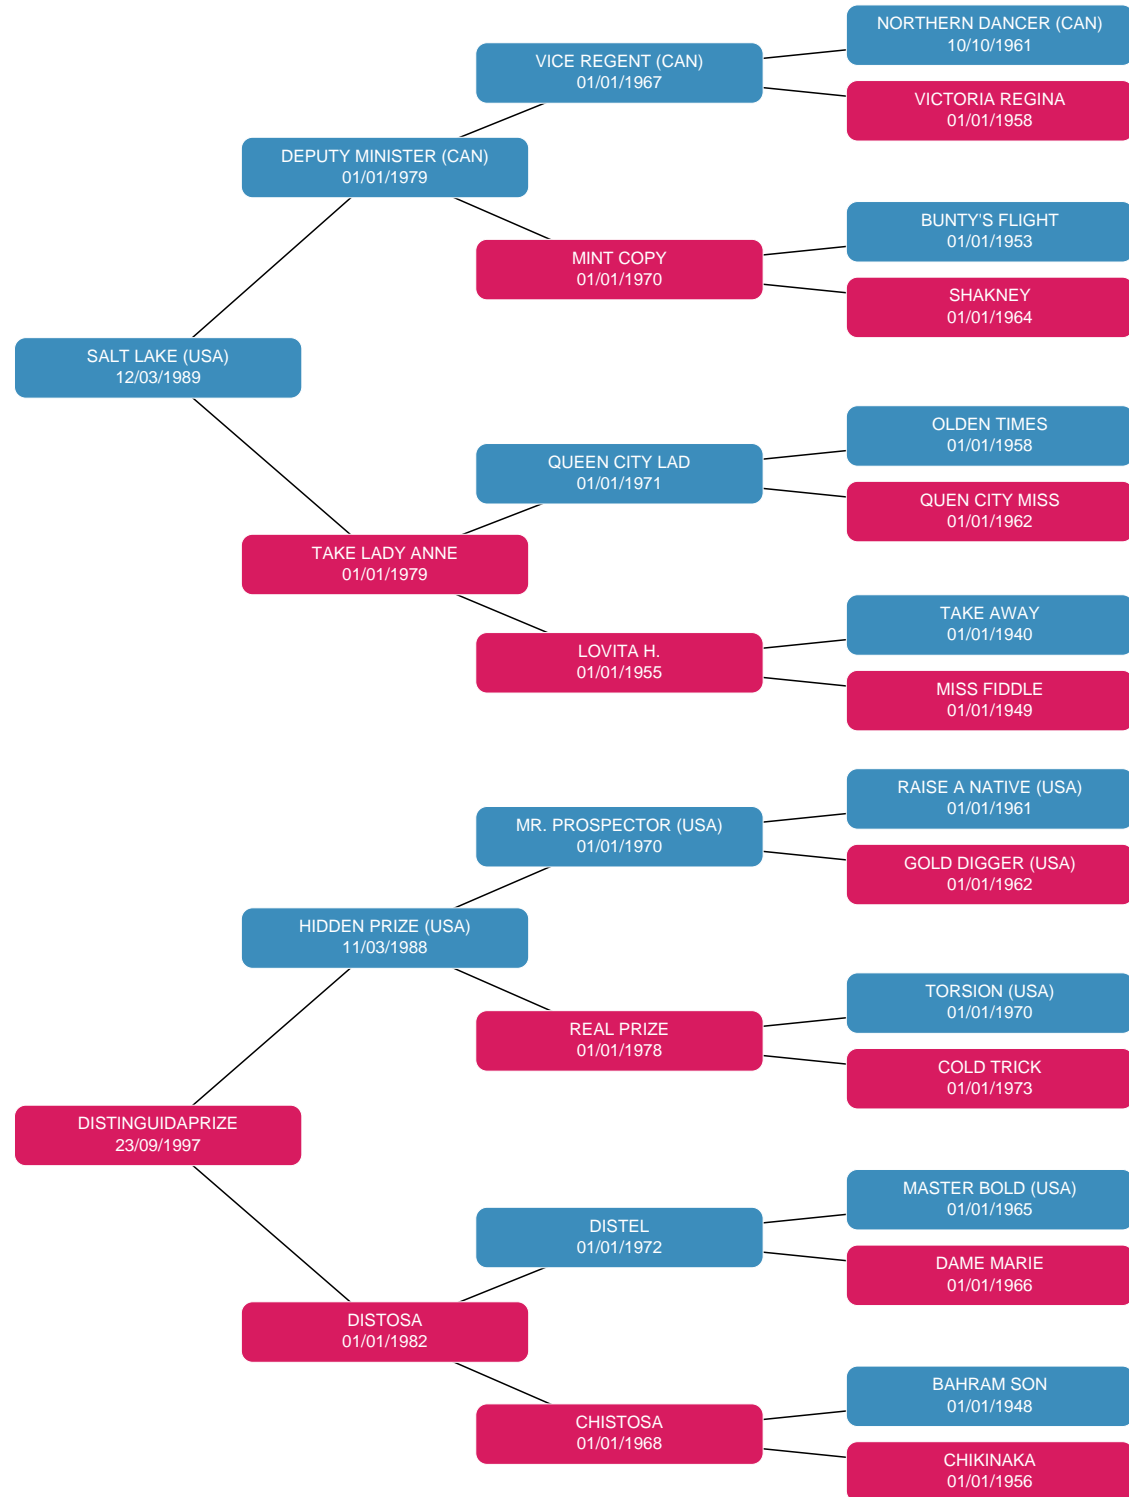 NORTHERN DANCER (CAN)
10/10/1961
VICE REGENT (CAN)
01/01/1967
VICTORIA REGINA
01/01/1958
DEPUTY MINISTER (CAN)
01/01/1979
BUNTY'S FLIGHT
01/01/1953
MINT COPY
01/01/1970
SHAKNEY
01/01/1964
SALT LAKE (USA)
12/03/1989
OLDEN TIMES
01/01/1958
QUEEN CITY LAD
01/01/1971
QUEN CITY MISS
01/01/1962
TAKE LADY ANNE
01/01/1979
TAKE AWAY
01/01/1940
LOVITA H.
01/01/1955
MISS FIDDLE
01/01/1949
RAISE A NATIVE (USA)
01/01/1961
MR. PROSPECTOR (USA)
01/01/1970
GOLD DIGGER (USA)
01/01/1962
HIDDEN PRIZE (USA)
11/03/1988
TORSION (USA)
01/01/1970
REAL PRIZE
01/01/1978
COLD TRICK
01/01/1973
DISTINGUIDAPRIZE
23/09/1997
MASTER BOLD (USA)
01/01/1965
DISTEL
01/01/1972
DAME MARIE
01/01/1966
DISTOSA
01/01/1982
BAHRAM SON
01/01/1948
CHISTOSA
01/01/1968
CHIKINAKA
01/01/1956